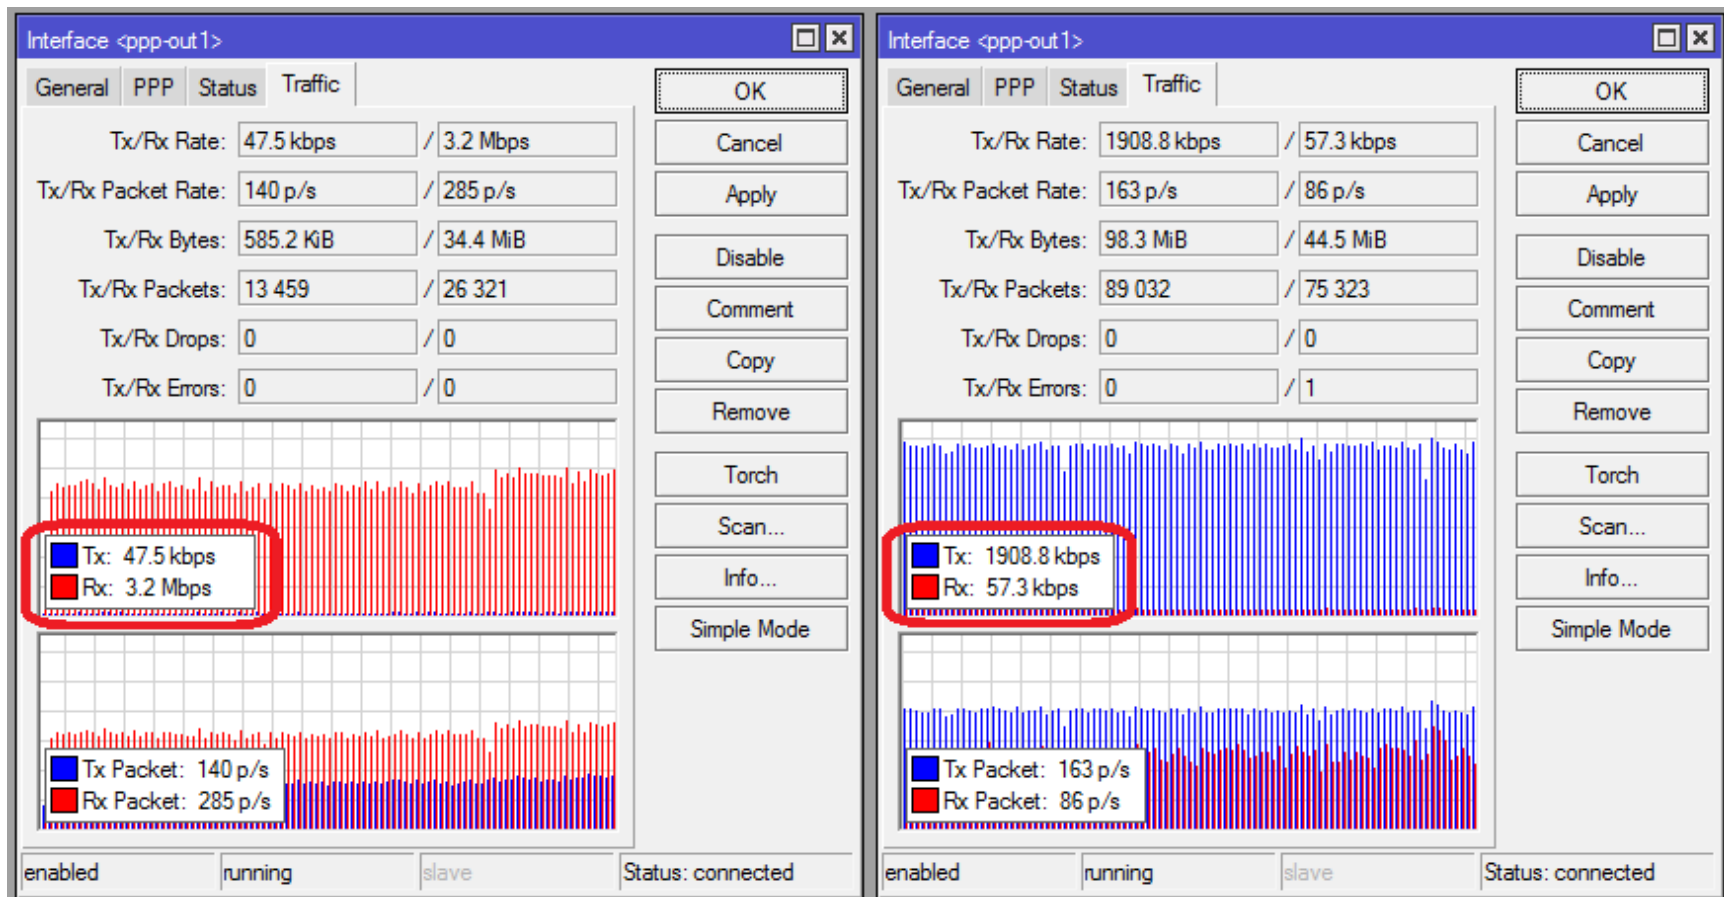 Interface <ppp-out1>
General PPP Status Traffic
Tx/Rx Rate: 47.5 kbps / 3.2 Mbps
Tx/Rx Packet Rate: 140 p/s / 285 p/s
Tx/Rx Bytes: 585.2 KiB / 34.4 MiB
Tx/Rx Packets: 13 459 / 26 321
Tx/Rx Drops: 0 / 0
Tx/Rx Errors: 0 / 0
Tx: 47.5 kbps
Rx: 3.2 Mbps
Tx Packet: 140 p/s
Rx Packet: 285 p/s
OK
Cancel
Apply
Disable
Comment
Copy
Remove
Torch
Scan...
Info...
Simple Mode
enabled running slave Status: connected
Interface <ppp-out1>
General PPP Status Traffic
Tx/Rx Rate: 1908.8 kbps / 57.3 kbps
Tx/Rx Packet Rate: 163 p/s / 86 p/s
Tx/Rx Bytes: 98.3 MiB / 44.5 MiB
Tx/Rx Packets: 89 032 / 75 323
Tx/Rx Drops: 0 / 0
Tx/Rx Errors: 0 / 1
Tx: 1908.8 kbps
Rx: 57.3 kbps
Tx Packet: 163 p/s
Rx Packet: 86 p/s
OK
Cancel
Apply
Disable
Comment
Copy
Remove
Torch
Scan...
Info...
Simple Mode
enabled running slave Status: connected